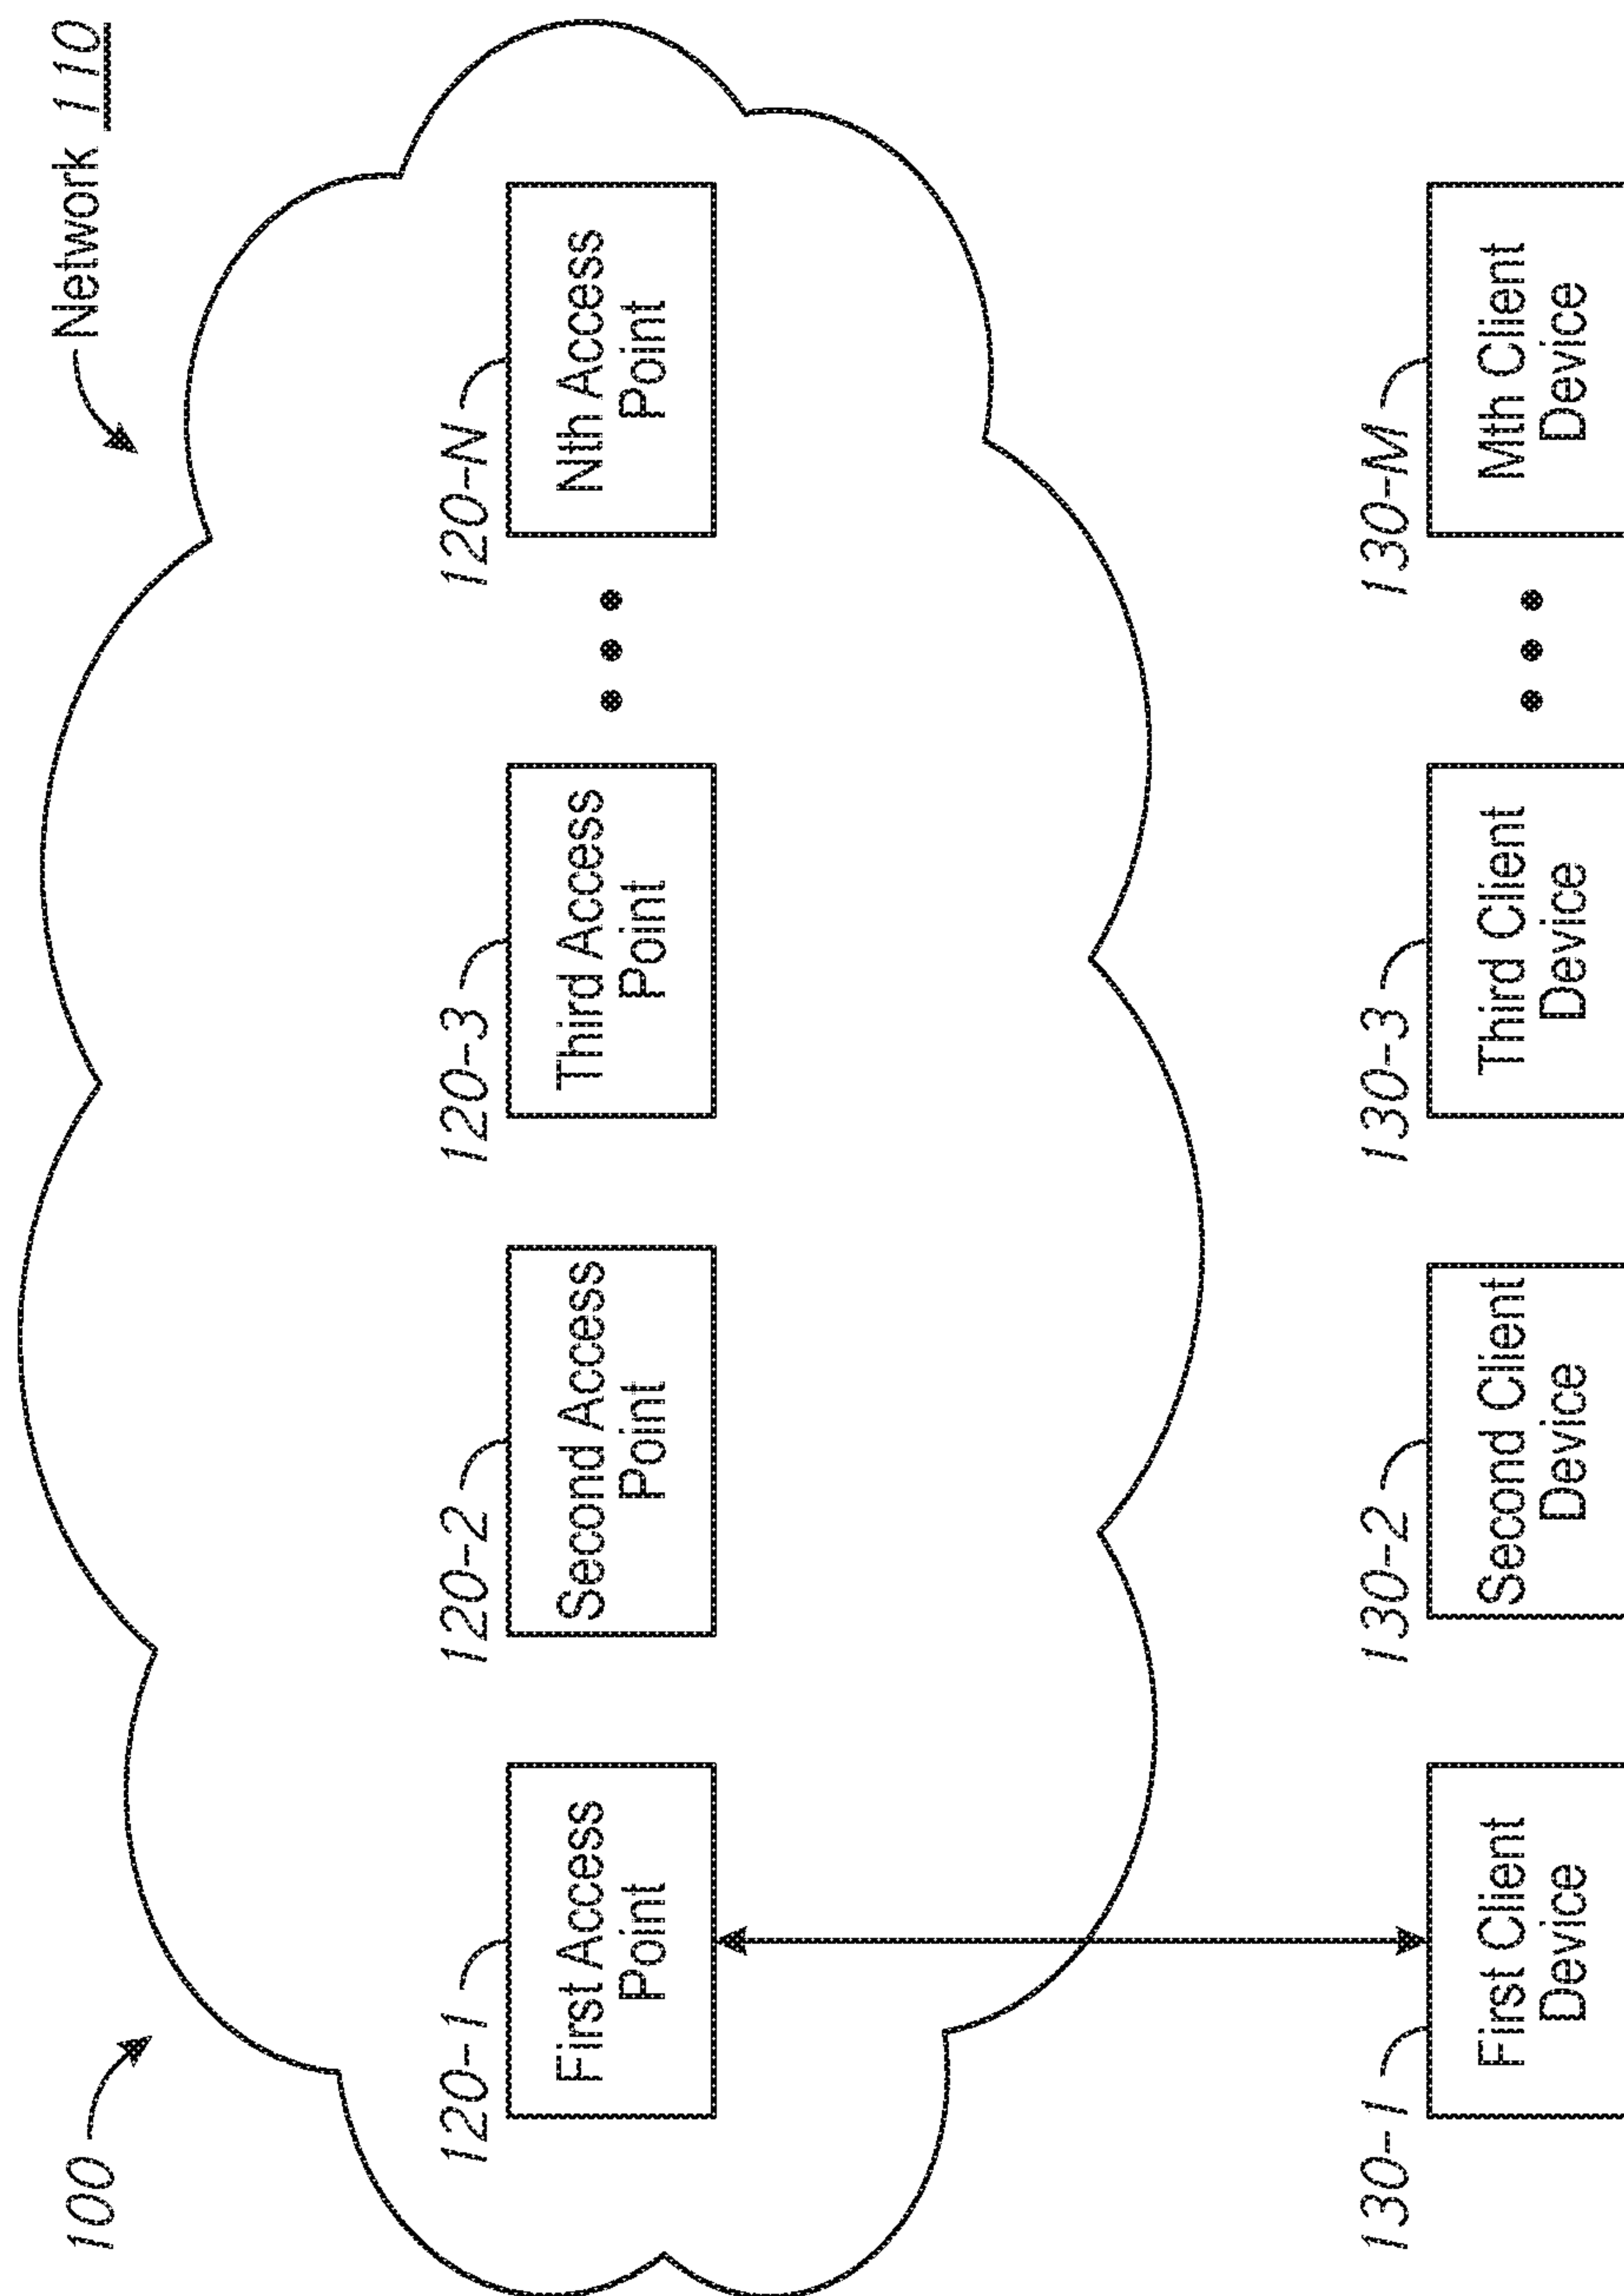 100
Network 110
120-1
First Access
Point
120-2
Second Access
Point
120-3
Third Access
Point
120-N
Nth Access
Point
130-1
First Client
Device
130-2
Second Client
Device
130-3
Third Client
Device
130-M
Mth Client
Device